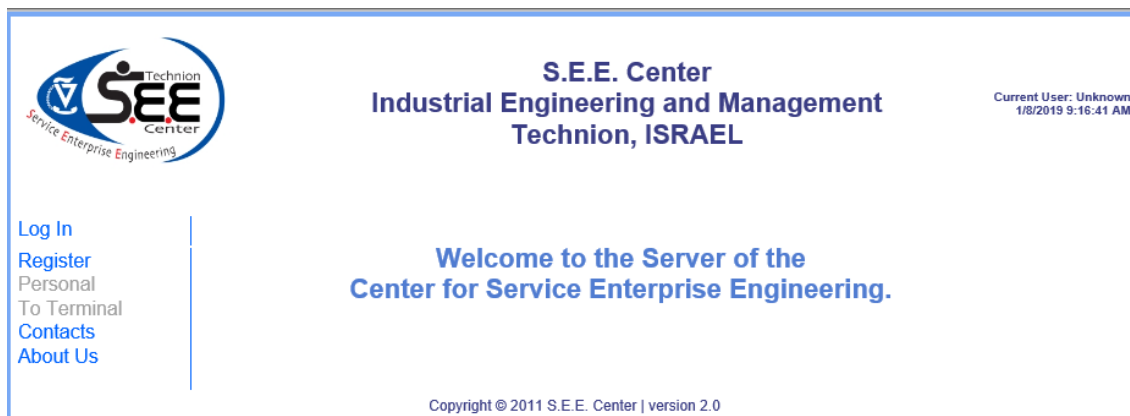 Technion
S.E.E
Center
Service Enterprise Engineering
S.E.E. Center
Industrial Engineering and Management
Technion, ISRAEL
Current User: Unknown
1/8/2019 9:16:41 AM
Log In
Register
Personal
To Terminal
Contacts
About Us
Welcome to the Server of the
Center for Service Enterprise Engineering.
Copyright © 2011 S.E.E. Center | version 2.0